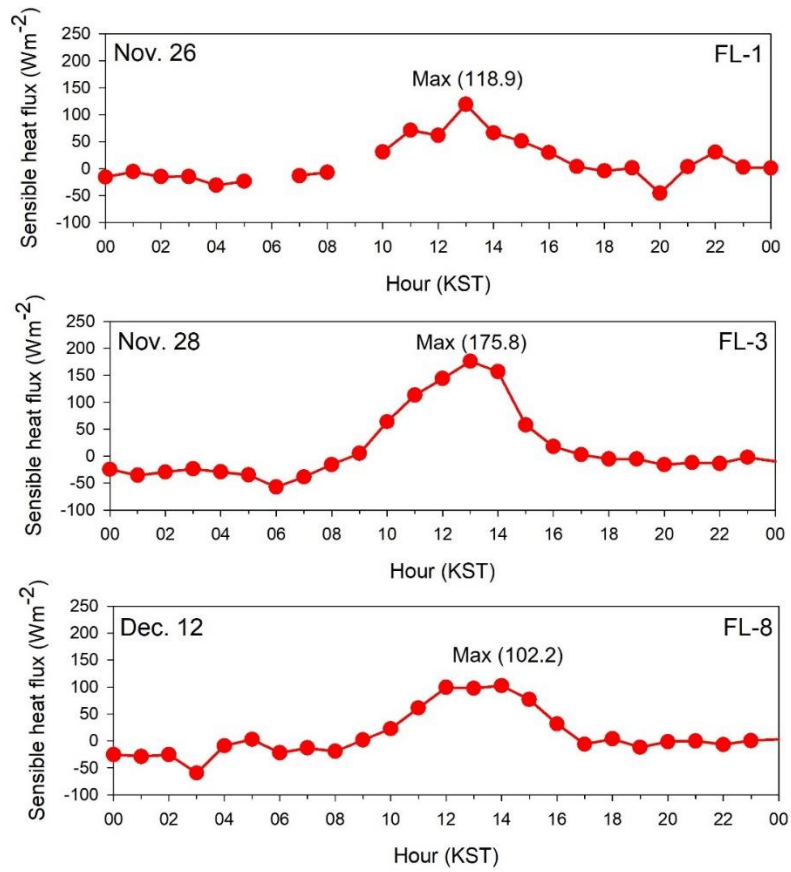 Sensible heat flux (Wm-2)
250
200
150
100
50
0
-50
-100
Nov. 26
FL-1
Max (118.9)
00 02 04 06 08 10 12 14 16 18 20 22 00
Hour (KST)
Sensible heat flux (Wm-2)
250
200
150
100
50
0
-50
-100
Nov. 28
FL-3
Max (175.8)
00 02 04 06 08 10 12 14 16 18 20 22 00
Hour (KST)
Sensible heat flux (Wm-2)
250
200
150
100
50
0
-50
-100
Dec. 12
FL-8
Max (102.2)
00 02 04 06 08 10 12 14 16 18 20 22 00
Hour (KST)